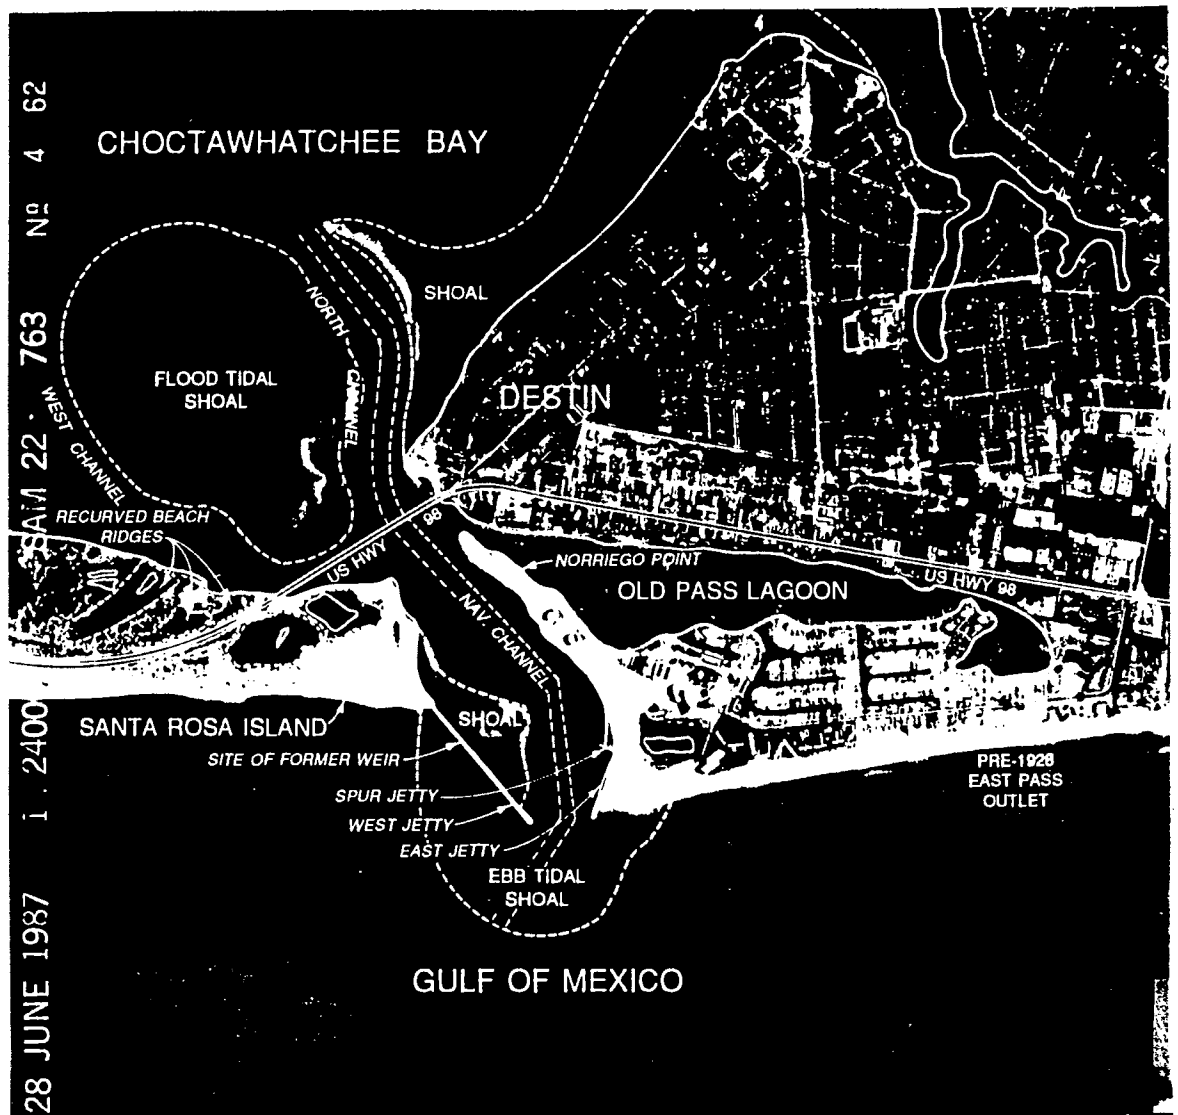 4
CHOCTAWHATCHEE BAY
SHOAL
NORTH CHANNEL
FLOOD TIDAL
SHOAL
WEST CHANNEL
DESTIN
RECURVED BEACH
RIDGES
US HWY 98
NORRIEGO POINT
OLD PASS LAGOON
US HWY 98
NAV. CHANNEL
C S
SANTA ROSA ISLAND
SHOAL
SITE OF FORMER WEIR
SPUR JETTY
WEST JETTY
EAST JETTY
PRE-1928
EAST PASS
OUTLET
EBB TIDAL
SHOAL
GULF OF MEXICO
28 JUNE 1987 1.2400 SAM 22- 763 Nº 4 62